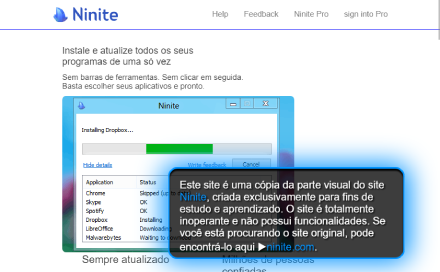 Ninite
Help Feedback Ninite Pro sign into Pro
Instale e atualize todos os seus
programas de uma só vez
Sem barras de ferramentas. Sem clicar em seguida.
Basta escolher seus aplicativos e pronto.
Ninite
Installing Dropbox...
Hide details Write feedback Cancel
Application Status
Chrome Skipped (up
Skype OK
Spotify OK
Dropbox Installing
LibreOffice Downloading
Malwarebytes Waiting to
Este site é uma cópia da parte visual do site
Ninite, criada exclusivamente para fins de
estudo e aprendizado. O site é totalmente
inoperante e não possui funcionalidades. Se
você está procurando o site original, pode
encontrá-lo aqui ▶ninite.com.
Sempre atualizado Milhões de pessoas
confiadas